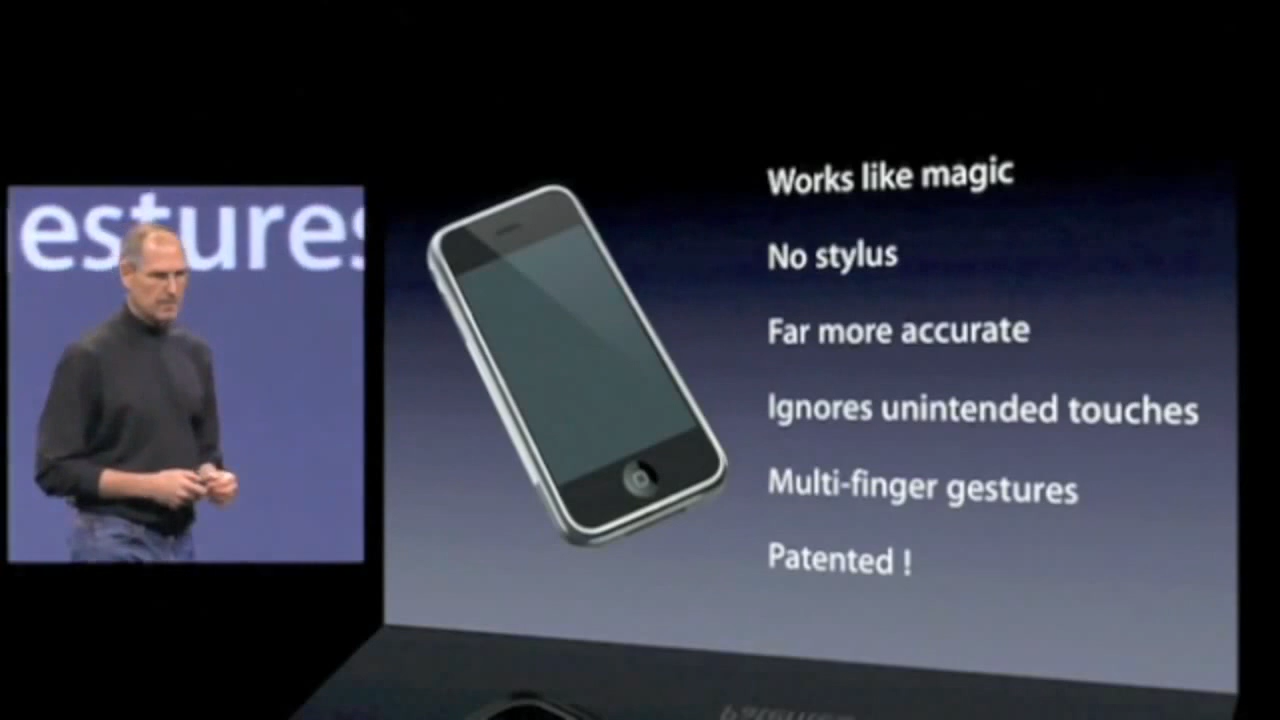 estures
Works like magic
No stylus
Far more accurate
Ignores unintended touches
Multi-finger gestures
Patented !